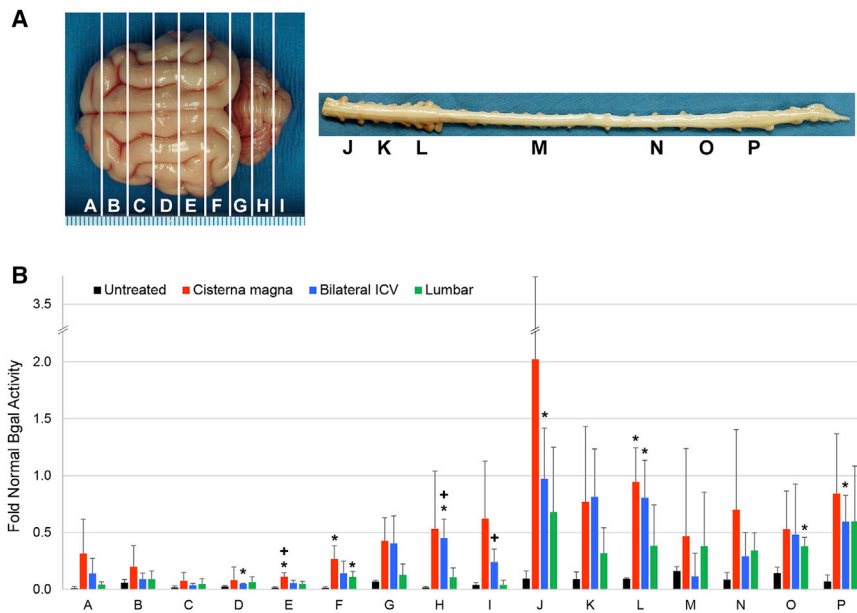 A
A B C D E F G H I
J K L M N O P
B
Untreated Cisterna magna Bilateral ICV Lumbar
Fold Normal Bgal Activity
3.5
2.0
1.5
1.0
0.5
0.0
*
+
*
*
*
+
*
+
*
*
*
*
*
A B C D E F G H I J K L M N O P